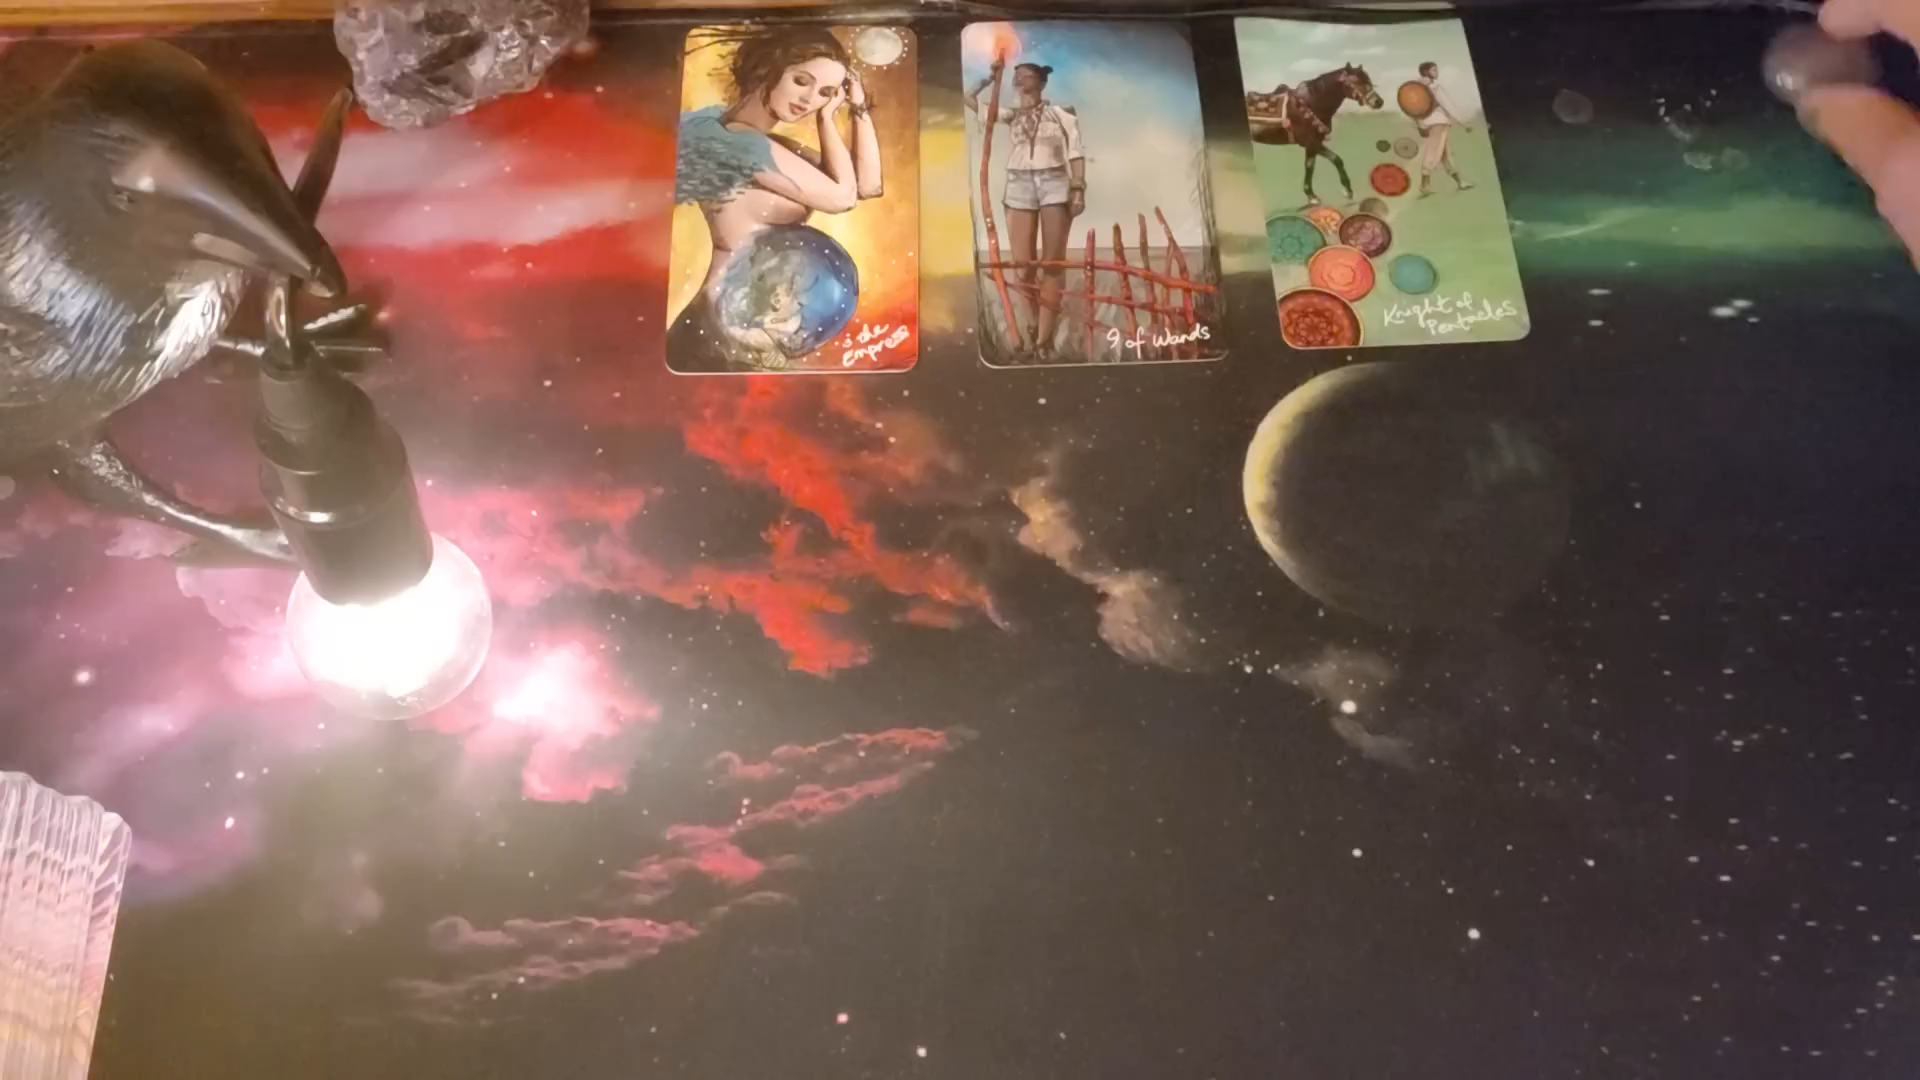 3 the
Empress
9 of Wands
Knight of
Pentacles